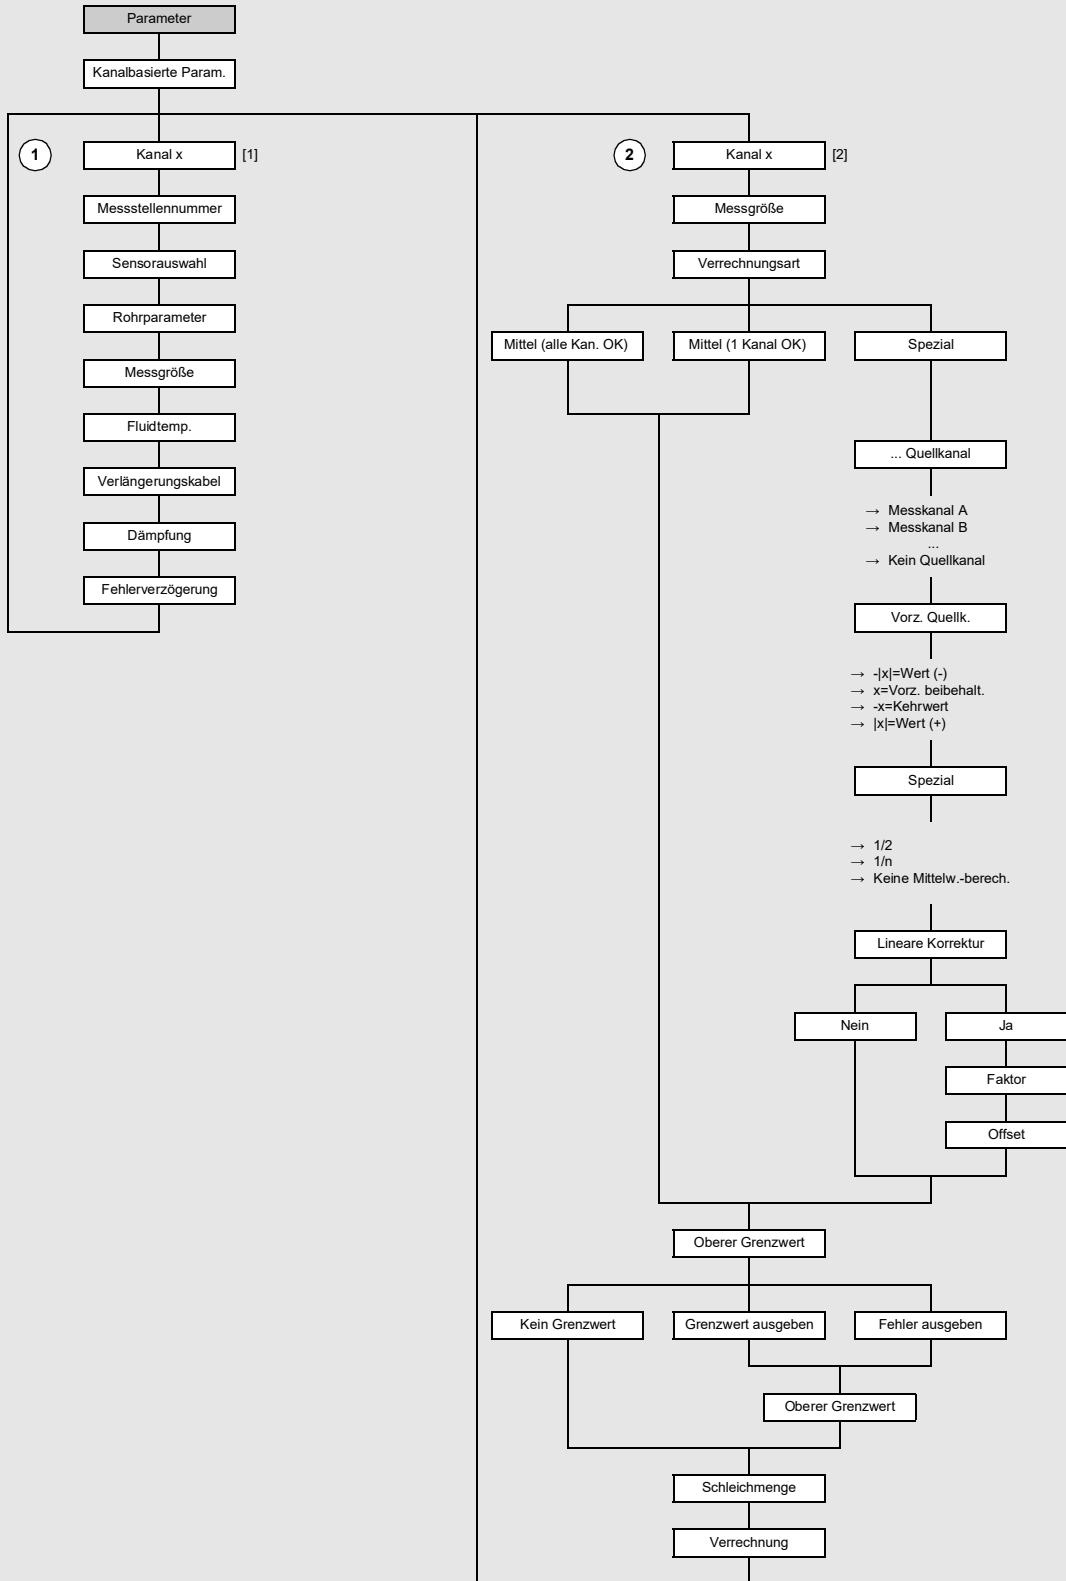 Parameter
Kanalbasierte Param.
1
Kanal x
[1]
Messstellennummer
Sensorauswahl
Rohrparameter
Messgröße
Fluidtemp.
Verlängerungskabel
Dämpfung
Fehlerverzögerung
2
Kanal x
[2]
Messgröße
Verrechnungsart
Mittel (alle Kan. OK)
Mittel (1 Kanal OK)
Spezial
... Quellkanal
→ Messkanal A
→ Messkanal B
...
→ Kein Quellkanal
Vorz. Quellk.
→ -|x|=Wert (-)
→ x=Vorz. beibehalt.
→ -x=Kehrwert
→ |x|=Wert (+)
Spezial
→ 1/2
→ 1/n
→ Keine Mittelw.-berech.
Lineare Korrektur
Nein
Ja
Faktor
Offset
Oberer Grenzwert
Kein Grenzwert
Grenzwert ausgeben
Fehler ausgeben
Oberer Grenzwert
Schleichmenge
Verrechnung